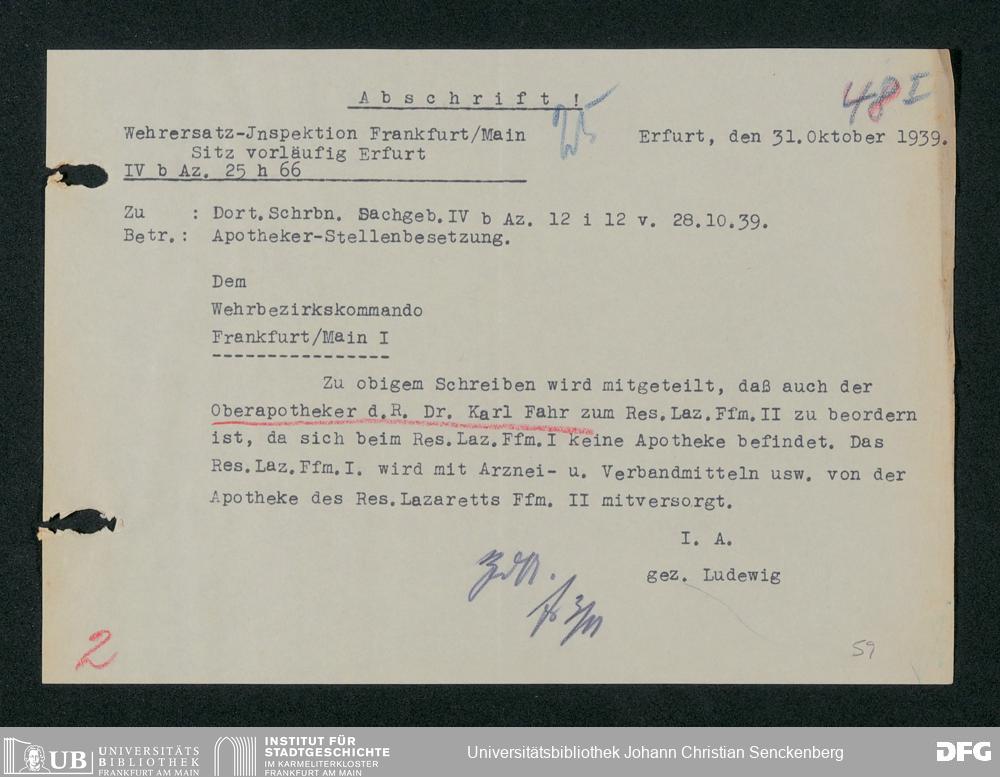 48 I
A b s c h r i f t !
Wehrersatz-Jnspektion Frankfurt/Main
Erfurt, den 31.Oktober 1939.
Sitz vorläufig Erfurt
IV b Az. 25 h 66
Zu : Dort.Schrbn. Sachgeb.IV b Az. 12 i 12 v. 28.10.39.
Betr.: Apotheker-Stellenbesetzung.
Dem
Wehrbezirkskommando
Frankfurt/Main I
Zu obigem Schreiben wird mitgeteilt, daß auch der
Oberapotheker d.R. Dr. Karl Fahr zum Res.Laz.Ffm.II zu beordern
ist, da sich beim Res.Laz.Ffm.I keine Apotheke befindet. Das
Res.Laz.Ffm.I. wird mit Arznei- u. Verbandmitteln usw. von der
Apotheke des Res.Lazaretts Ffm. II mitversorgt.
I. A.
gez. Ludewig
2
59
UB UNIVERSITÄTS
BIBLIOTHEK
FRANKFURT AM MAIN
INSTITUT FÜR
STADTGESCHICHTE
IM KARMELITERKLOSTER
FRANKFURT AM MAIN
Universitätsbibliothek Johann Christian Senckenberg
DFG